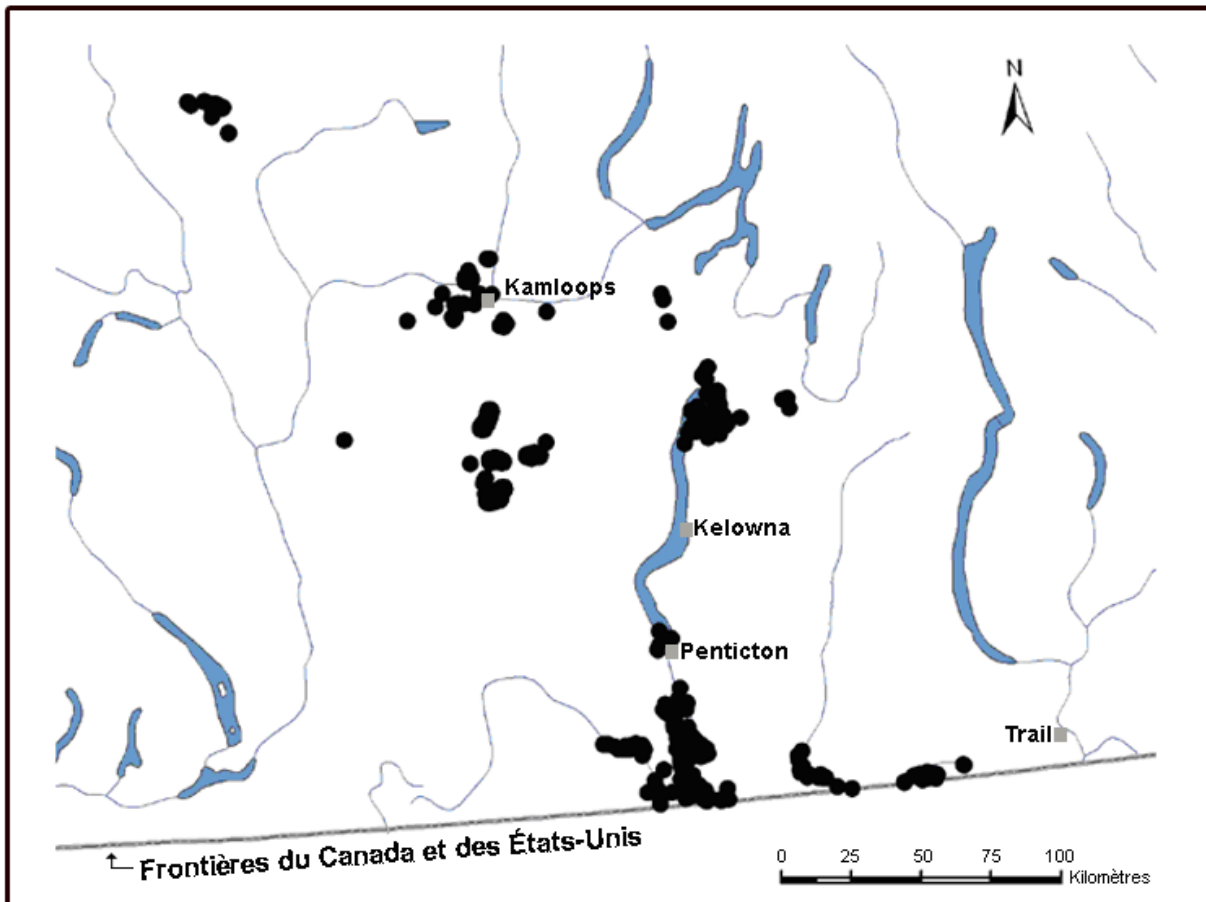 N
Kamloops
Kelowna
Penticton
Trail
Frontières du Canada et des États-Unis
0 25 50 75 100
Kilomètres